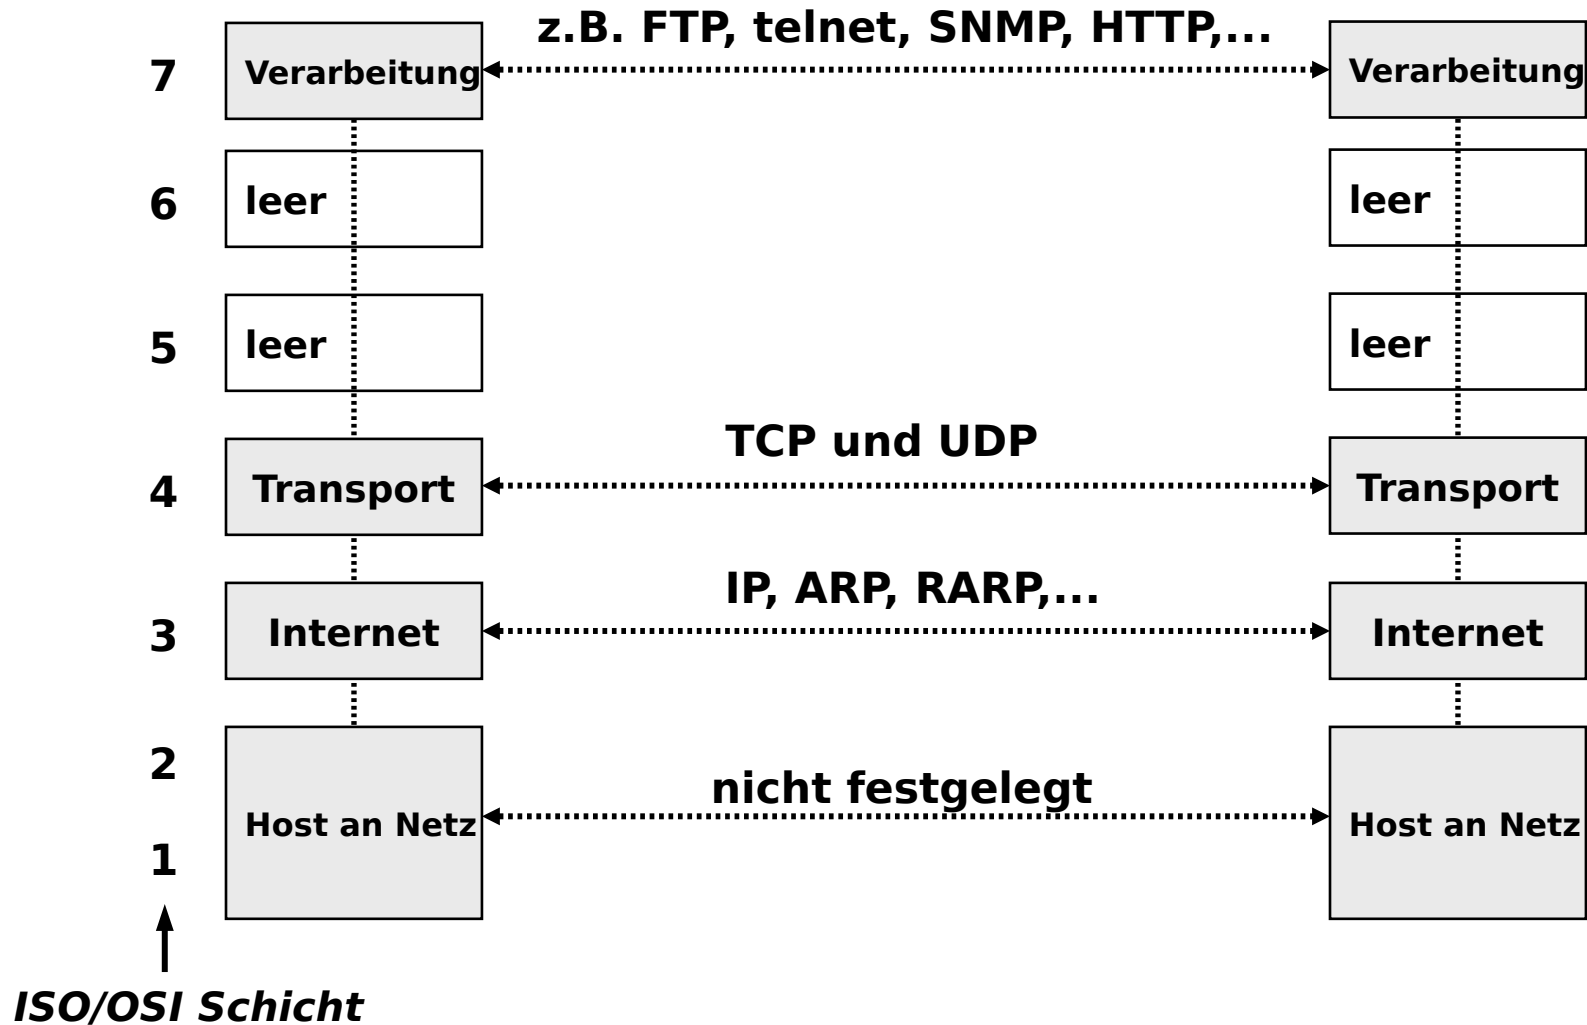 z.B. FTP, telnet, SNMP, HTTP,...
7 Verarbeitung Verarbeitung
6 leer leer
5 leer leer
TCP und UDP
4 Transport Transport
IP, ARP, RARP,...
3 Internet Internet
2
nicht festgelegt
Host an Netz Host an Netz
1
ISO/OSI Schicht